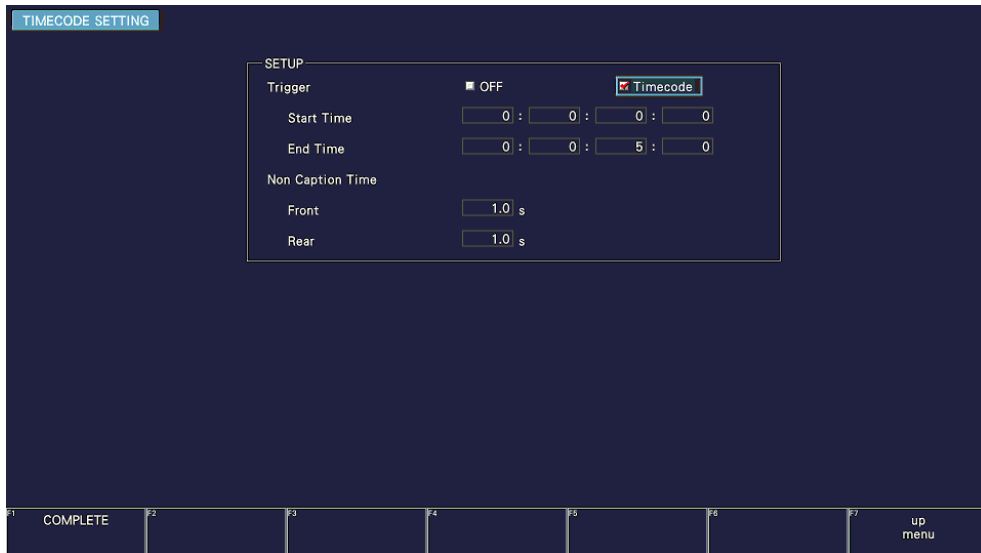 TIMECODE SETTING
SETUP
Trigger OFF Timecode
Start Time 0 : 0 : 0 : 0
End Time 0 : 0 : 5 : 0
Non Caption Time
Front 1.0 s
Rear 1.0 s
F1 COMPLETE F2 F3 F4 F5 F6 F7 up
menu